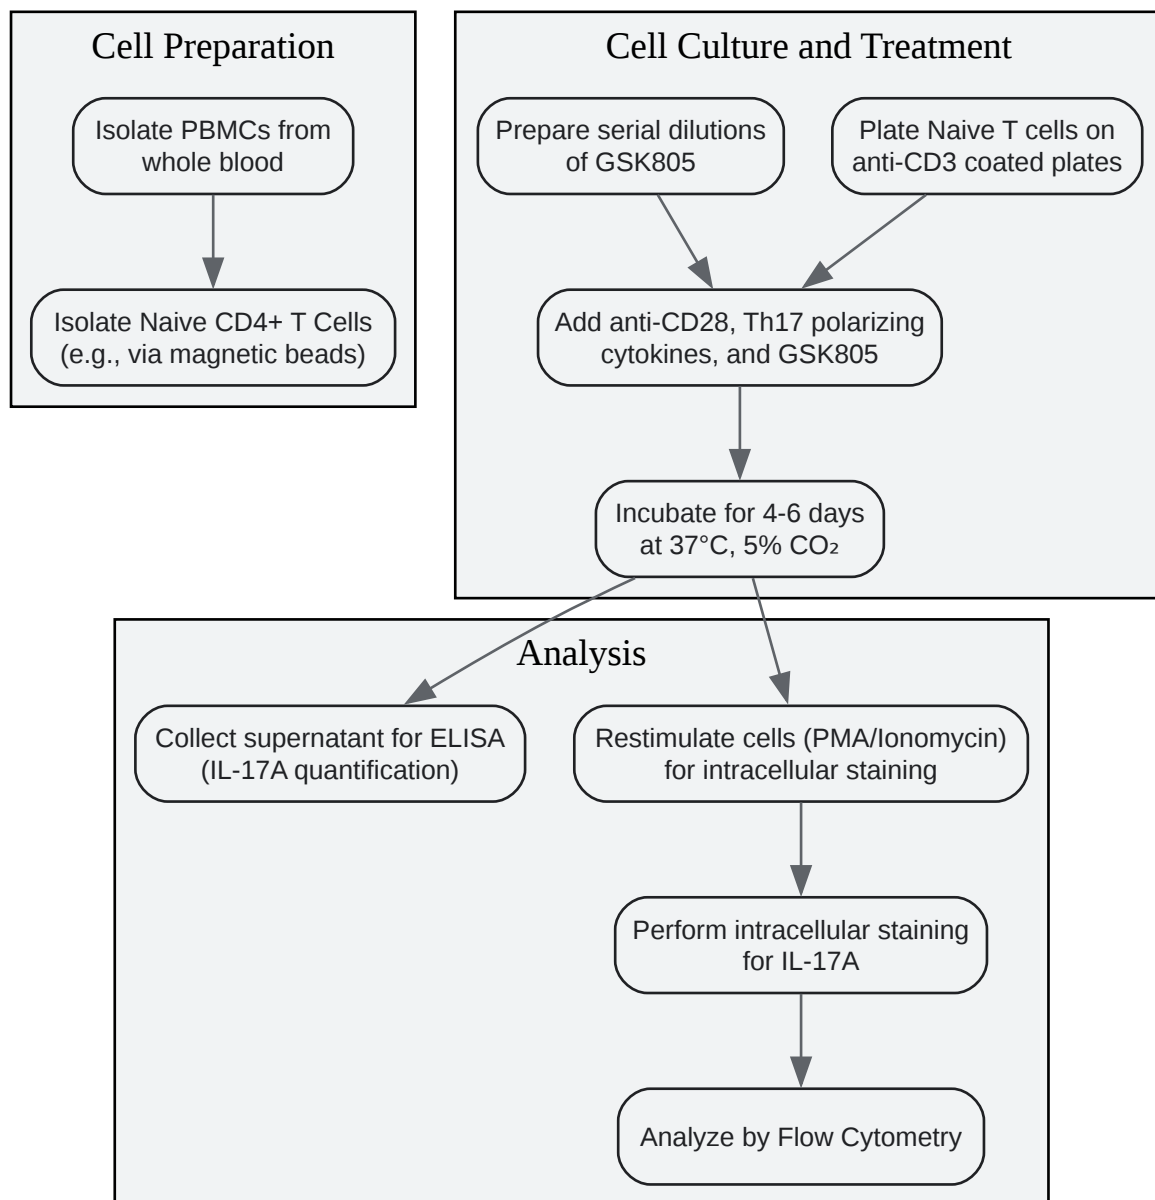 Cell Preparation
Isolate PBMCs from
whole blood
Isolate Naive CD4+ T Cells
(e.g., via magnetic beads)
Cell Culture and Treatment
Prepare serial dilutions
of GSK805
Plate Naive T cells on
anti-CD3 coated plates
Add anti-CD28, Th17 polarizing
cytokines, and GSK805
Incubate for 4-6 days
at 37°C, 5% CO₂
Analysis
Collect supernatant for ELISA
(IL-17A quantification)
Restimulate cells (PMA/Ionomycin)
for intracellular staining
Perform intracellular staining
for IL-17A
Analyze by Flow Cytometry